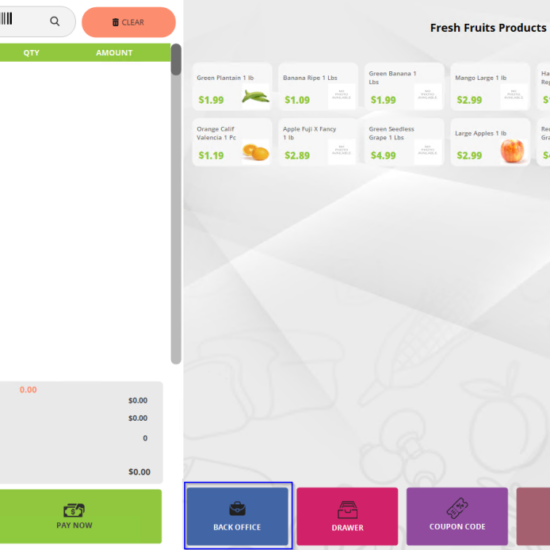 CLEAR
QTY AMOUNT
Fresh Fruits Products
Green Plantain 1 lb
$1.99
Banana Ripe 1 Lbs
$1.09
Green Banana 1
Lbs
$1.99
Mango Large 1 lb
$2.99
Orange Calif
Valencia 1 Pc
$1.19
Apple Fuji X Fancy
1 lb
$2.89
Green Seedless
Grape 1 Lbs
$4.99
Large Apples 1 lb
$2.99
0.00
$0.00
$0.00
0
$0.00
PAY NOW
BACK OFFICE
DRAWER
COUPON CODE